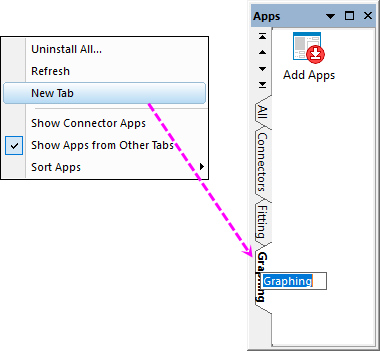 Uninstall All...
Refresh
New Tab
Show Connector Apps
Show Apps from Other Tabs
Sort Apps
Apps
Add Apps
All
Connectors
Fitting
Graphing
Graphing